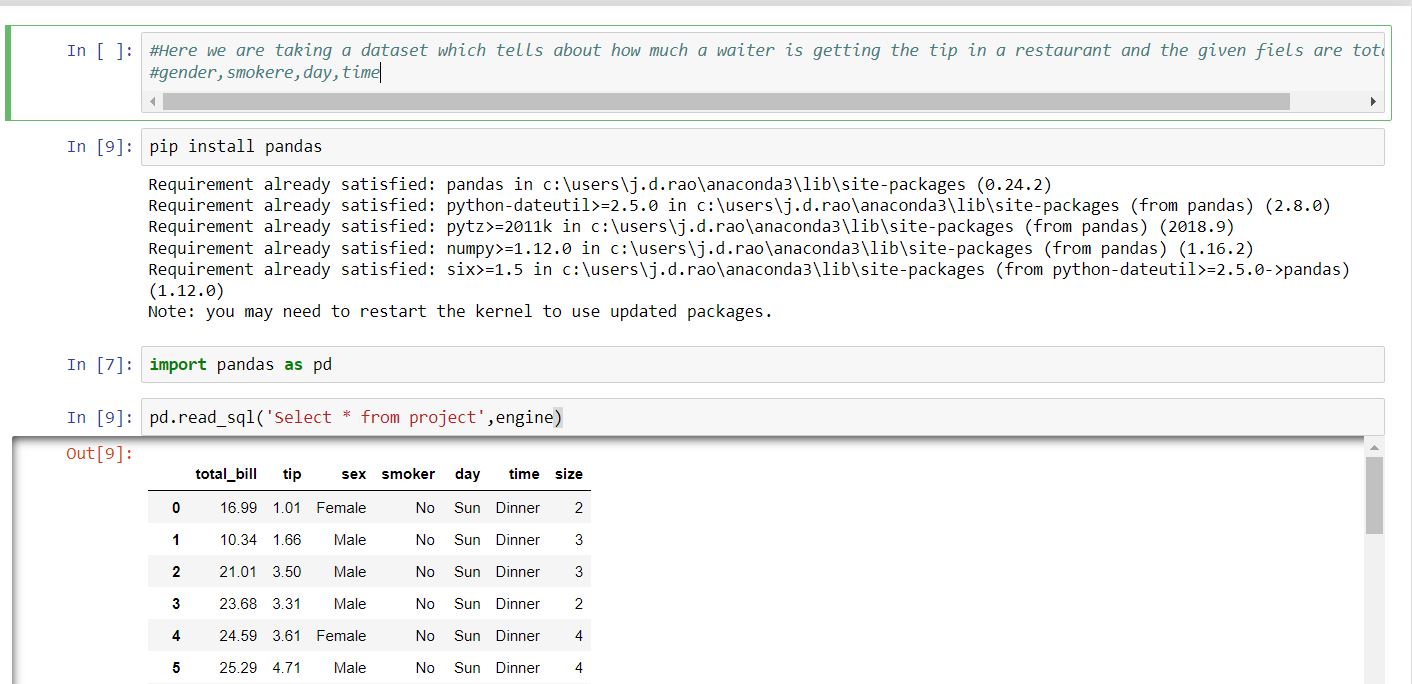 In [ ]: #Here we are taking a dataset which tells about how much a waiter is getting the tip in a restaurant and the given fiels are
#gender,smokere,day,time
In [9]: pip install pandas
Requirement already satisfied: pandas in c:\users\j.d.rao\anaconda3\lib\site-packages (0.24.2)
Requirement already satisfied: python-dateutil>=2.5.0 in c:\users\j.d.rao\anaconda3\lib\site-packages (from pandas) (2.8.0)
Requirement already satisfied: pytz>=2011k in c:\users\j.d.rao\anaconda3\lib\site-packages (from pandas) (2018.9)
Requirement already satisfied: numpy>=1.12.0 in c:\users\j.d.rao\anaconda3\lib\site-packages (from pandas) (1.16.2)
Requirement already satisfied: six>=1.5 in c:\users\j.d.rao\anaconda3\lib\site-packages (from python-dateutil>=2.5.0->pandas)
(1.12.0)
Note: you may need to restart the kernel to use updated packages.
In [7]: import pandas as pd
In [9]: pd.read_sql('Select * from project',engine)
Out[9]:
total_bill tip sex smoker day time size
0 16.99 1.01 Female No Sun Dinner 2
1 10.34 1.66 Male No Sun Dinner 3
2 21.01 3.50 Male No Sun Dinner 3
3 23.68 3.31 Male No Sun Dinner 2
4 24.59 3.61 Female No Sun Dinner 4
5 25.29 4.71 Male No Sun Dinner 4